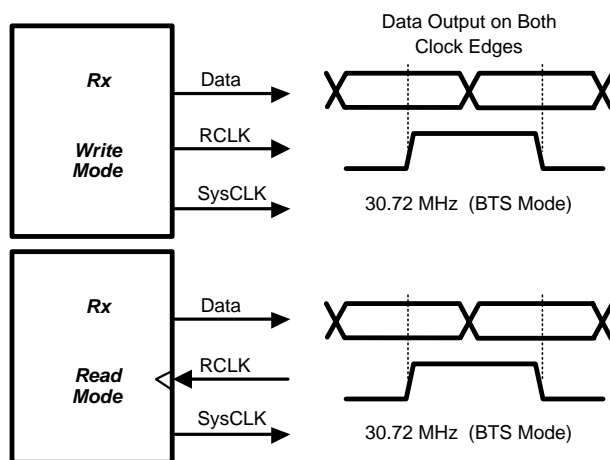 Data Output on Both
Clock Edges
Rx
Data
RCLK
Write
Mode
SysCLK
30.72 MHz (BTS Mode)
Rx
Data
RCLK
Read
Mode
SysCLK
30.72 MHz (BTS Mode)